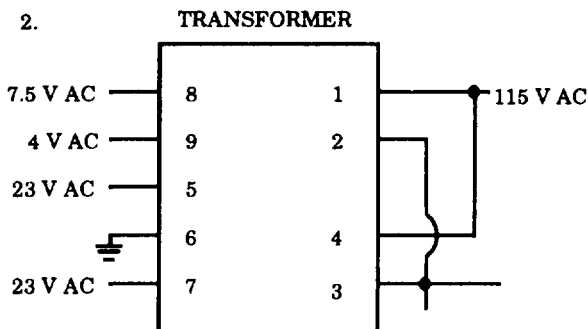 2.
TRANSFORMER
7.5 V AC 8 1 115 V AC
4 V AC 9 2
23 V AC 5
6 4
23 V AC 7 3